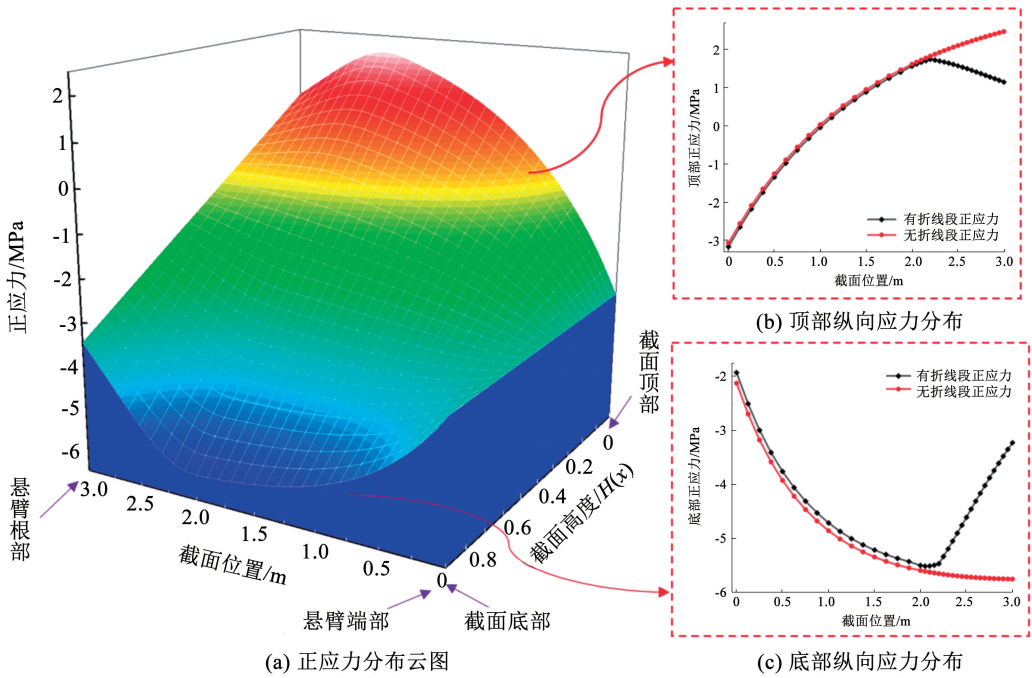 正应力/MPa
2
1
0
-1
-2
-3
-4
-5
-6
3.0
2.5
2.0
1.5
1.0
0.5
0
截面位置/m
0
0.2
0.4
0.6
0.8
截面高度/H(x)
截面顶部
悬臂根部
悬臂端部
截面底部
(a) 正应力分布云图
顶部正应力/MPa
2
1
0
-1
-2
-3
有折线段正应力
无折线段正应力
0 0.5 1.0 1.5 2.0 2.5 3.0
截面位置/m
(b) 顶部纵向应力分布
底部正应力/MPa
-2
-3
-4
-5
-6
有折线段正应力
无折线段正应力
0 0.5 1.0 1.5 2.0 2.5 3.0
截面位置/m
(c) 底部纵向应力分布